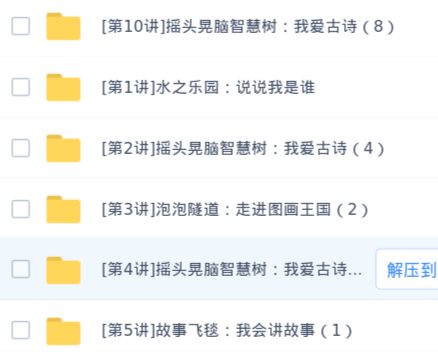 [第10讲]摇头晃脑智慧树：我爱古诗（8）
[第1讲]水之乐园：说说我是谁
[第2讲]摇头晃脑智慧树：我爱古诗（4）
[第3讲]泡泡隧道：走进图画王国（2）
[第4讲]摇头晃脑智慧树：我爱古诗... 解压到
[第5讲]故事飞毯：我会讲故事（1）